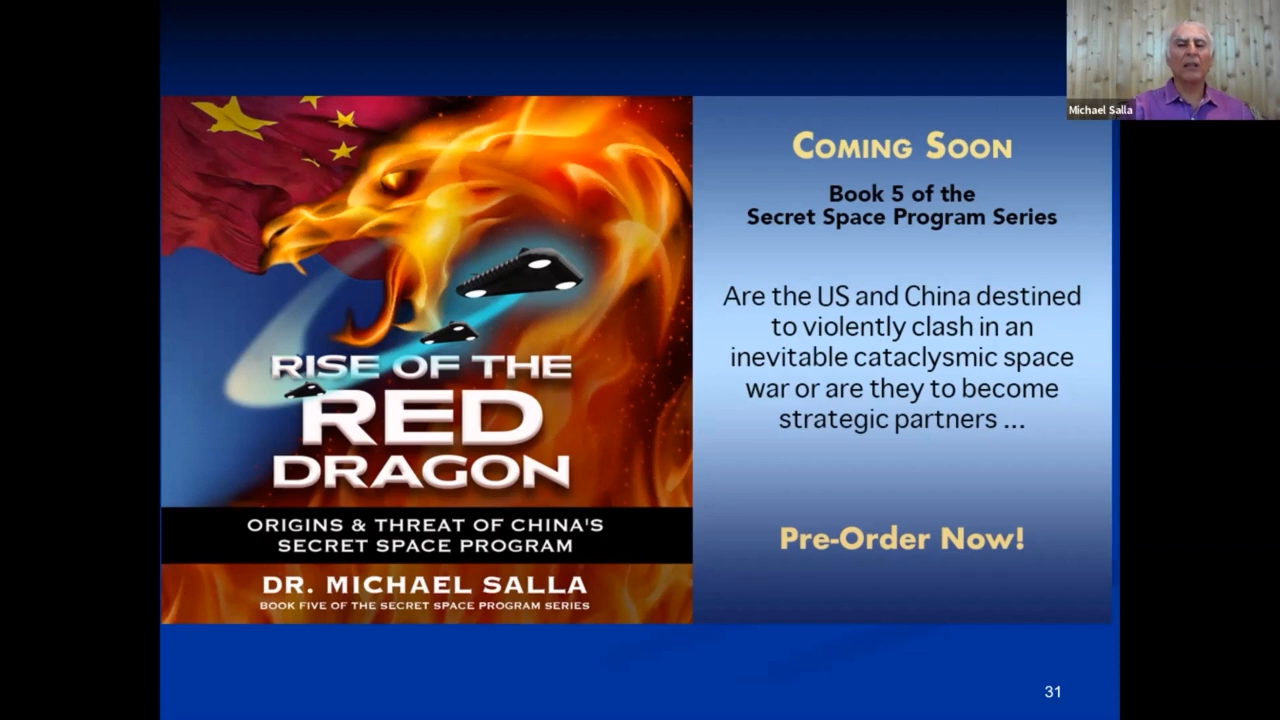 RISE OF THE
RED
DRAGON
ORIGINS & THREAT OF CHINA'S
SECRET SPACE PROGRAM
DR. MICHAEL SALLA
BOOK FIVE OF THE SECRET SPACE PROGRAM SERIES
COMING SOON
Book 5 of the
Secret Space Program Series
Are the US and China destined
to violently clash in an
inevitable cataclysmic space
war or are they to become
strategic partners ...
Pre-Order Now!
Michael Salla
31